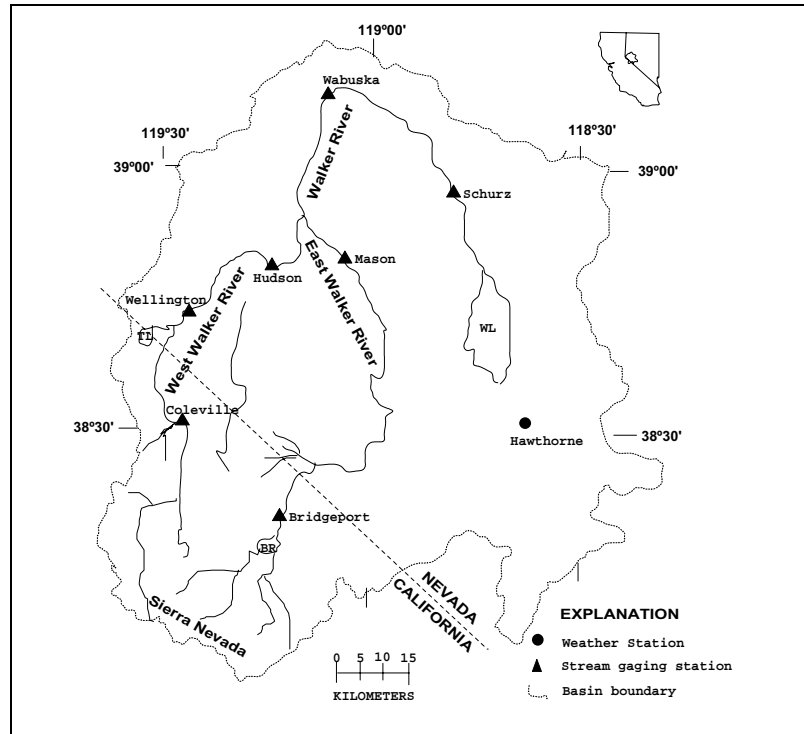 119º00'
Wabuska
119º30'
118º30'
39º00'
39º00'
Walker River
Schurz
Mason
Hudson
East Walker River
Wellington
TL
West Walker River
WL
Coleville
38º30'
38º30'
Hawthorne
Bridgeport
BR
NEVADA
CALIFORNIA
Sierra Nevada
EXPLANATION
Weather Station
Stream gaging station
Basin boundary
0 5 10 15
KILOMETERS